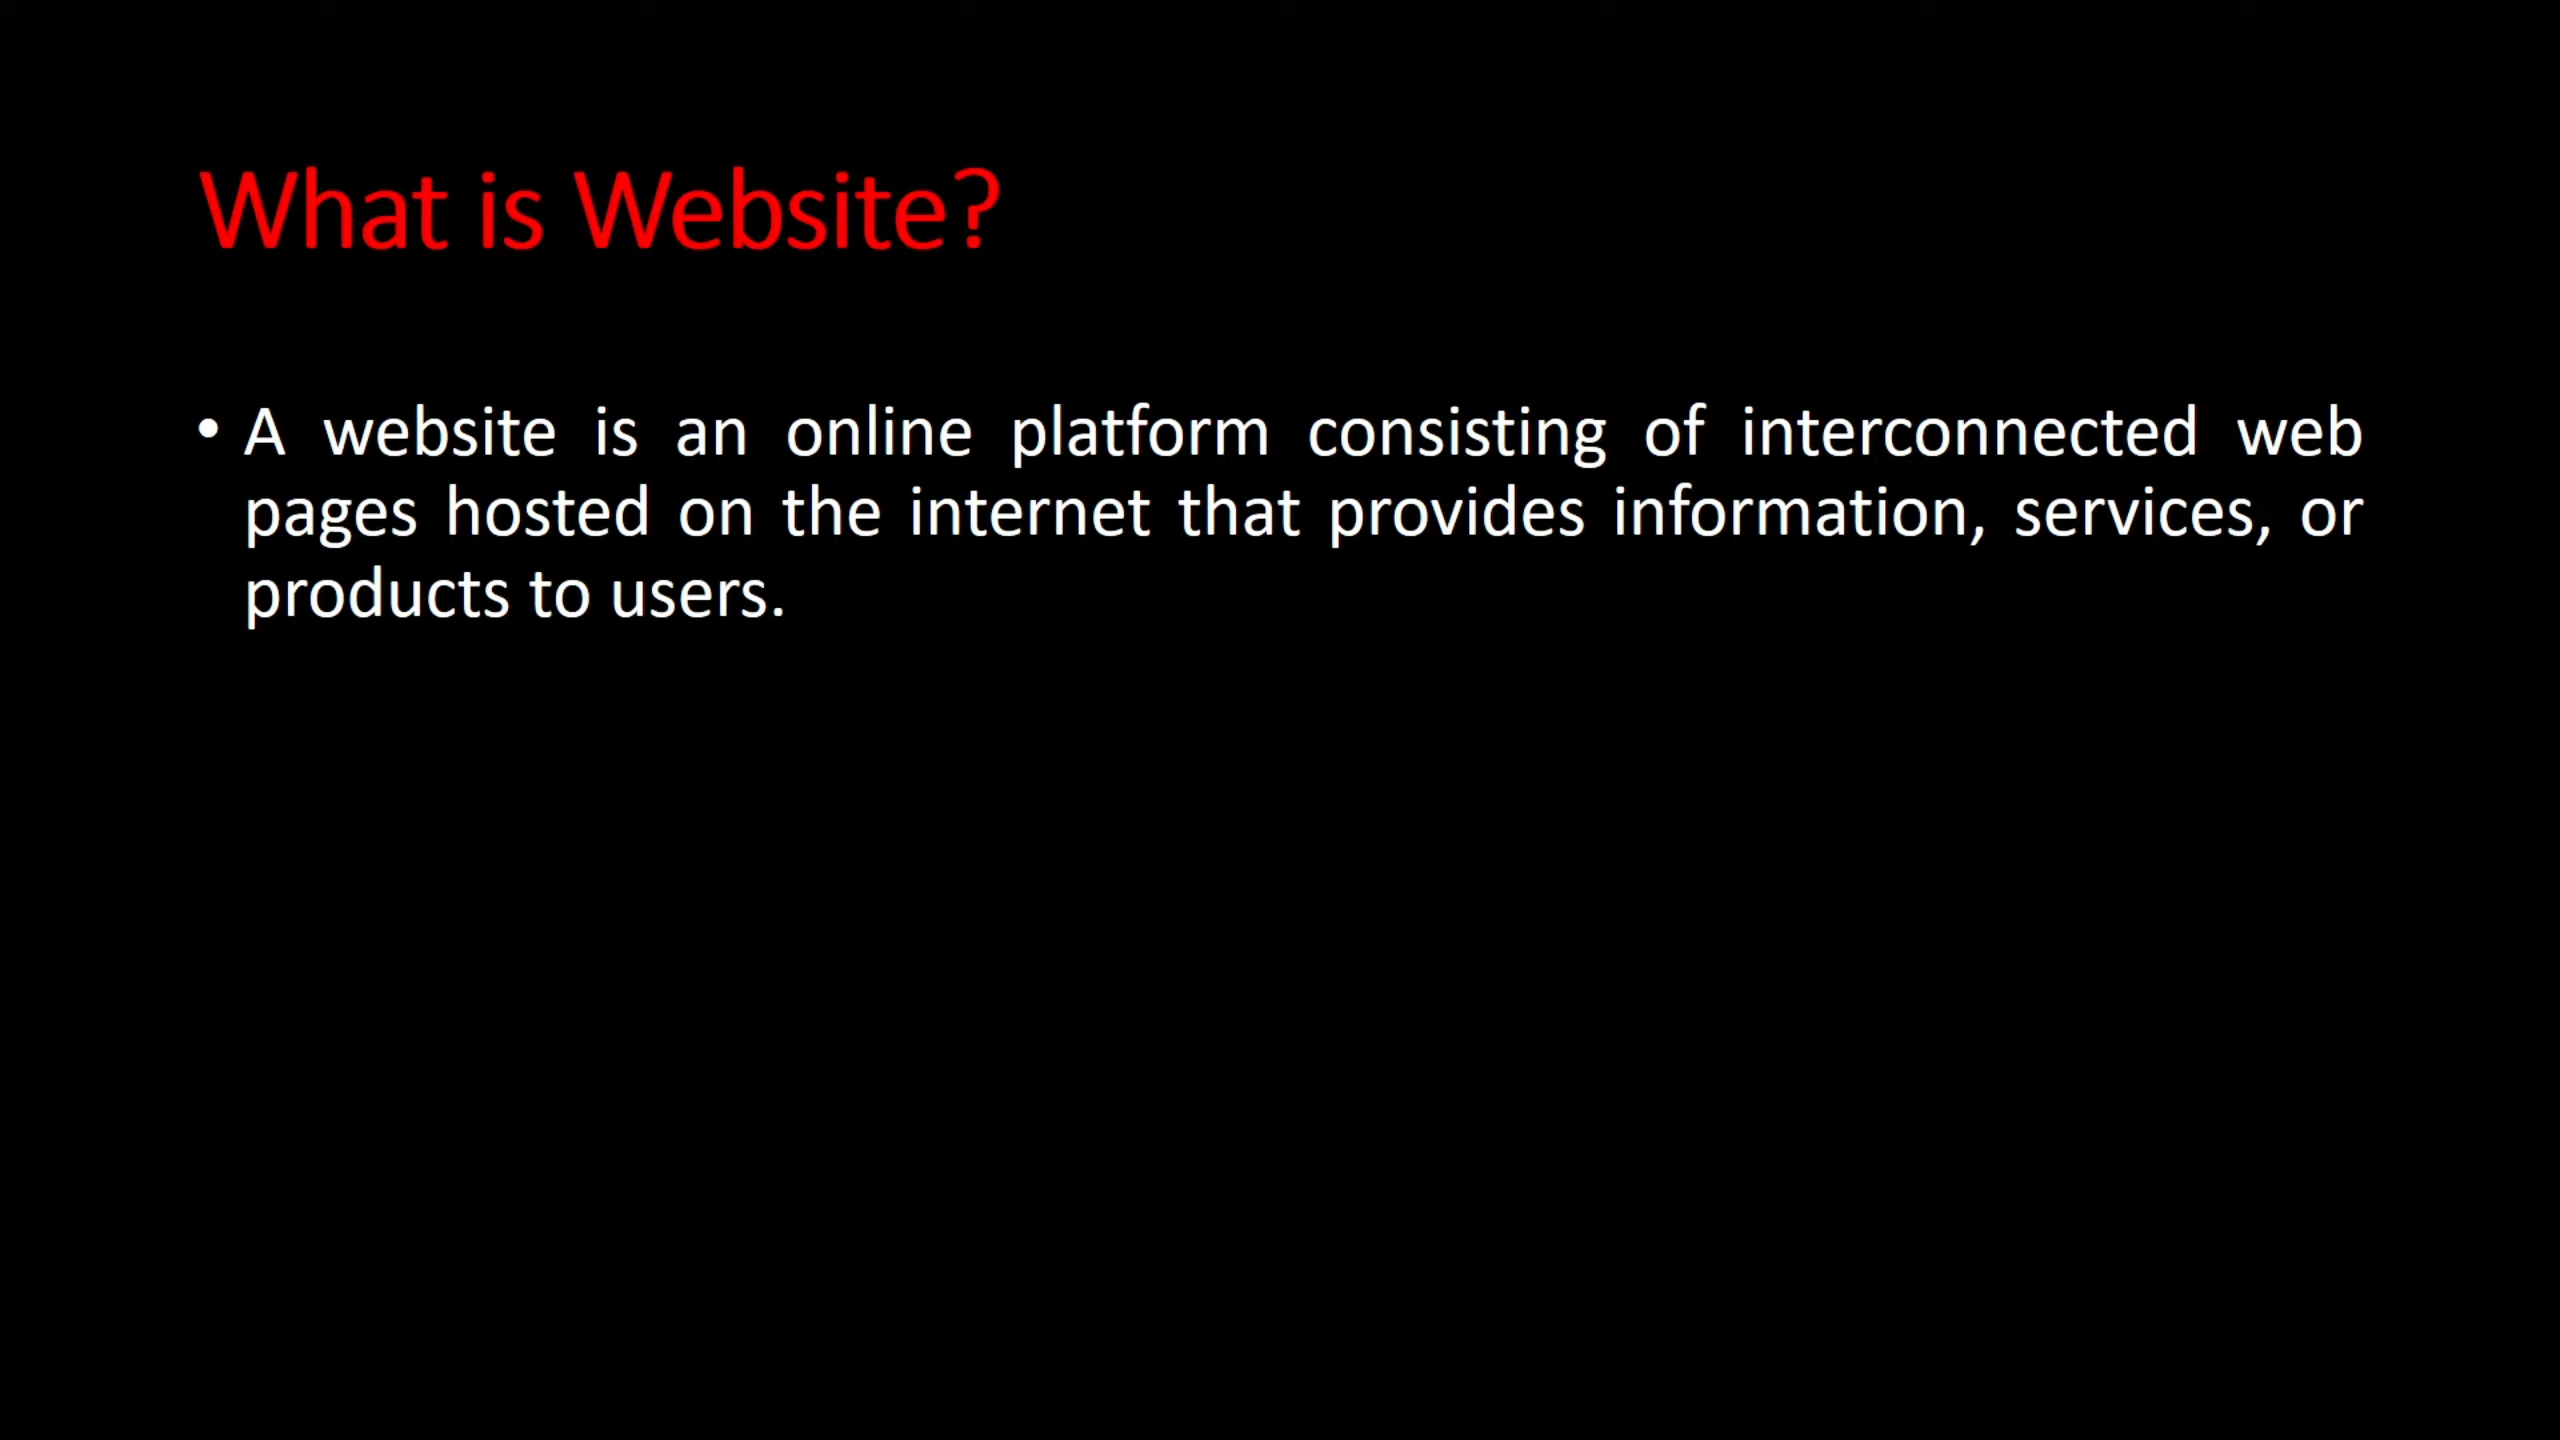 What is Website?
• A website is an online platform consisting of interconnected web
pages hosted on the internet that provides information, services, or
products to users.